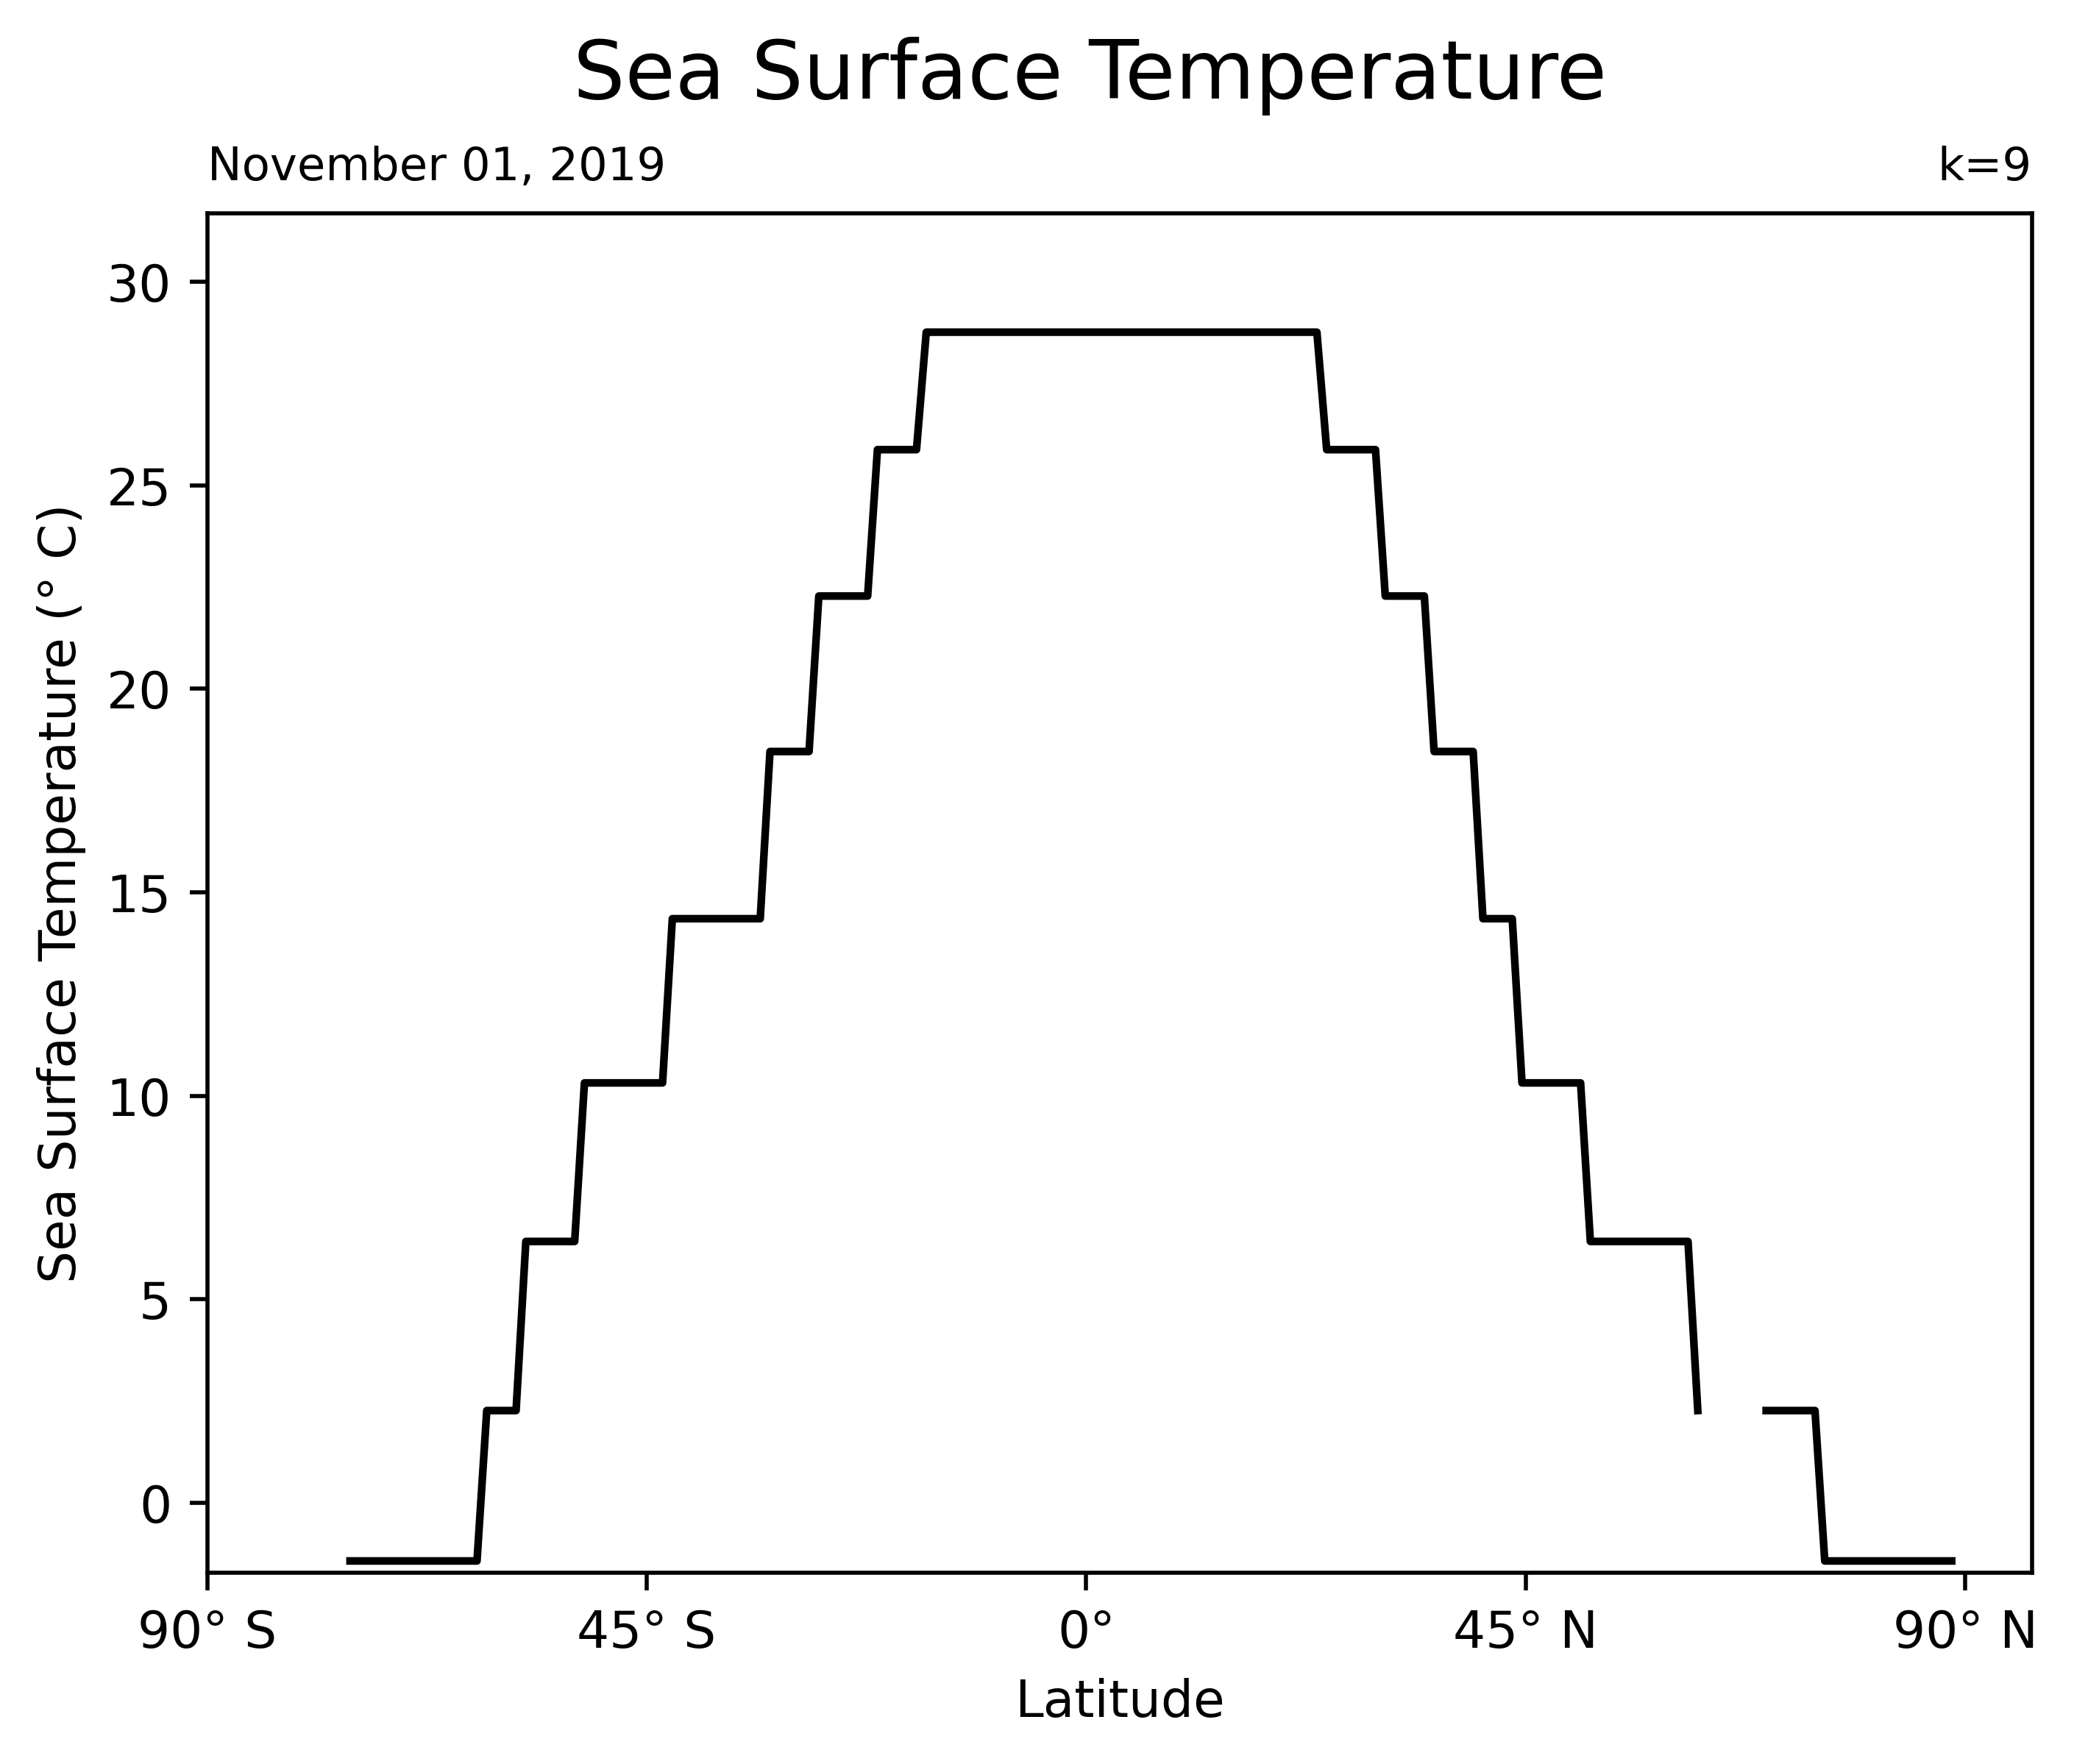 Sea Surface Temperature
November 01, 2019
k=9
Sea Surface Temperature (° C)
30
25
20
15
10
5
0
90° S
45° S
0°
45° N
90° N
Latitude